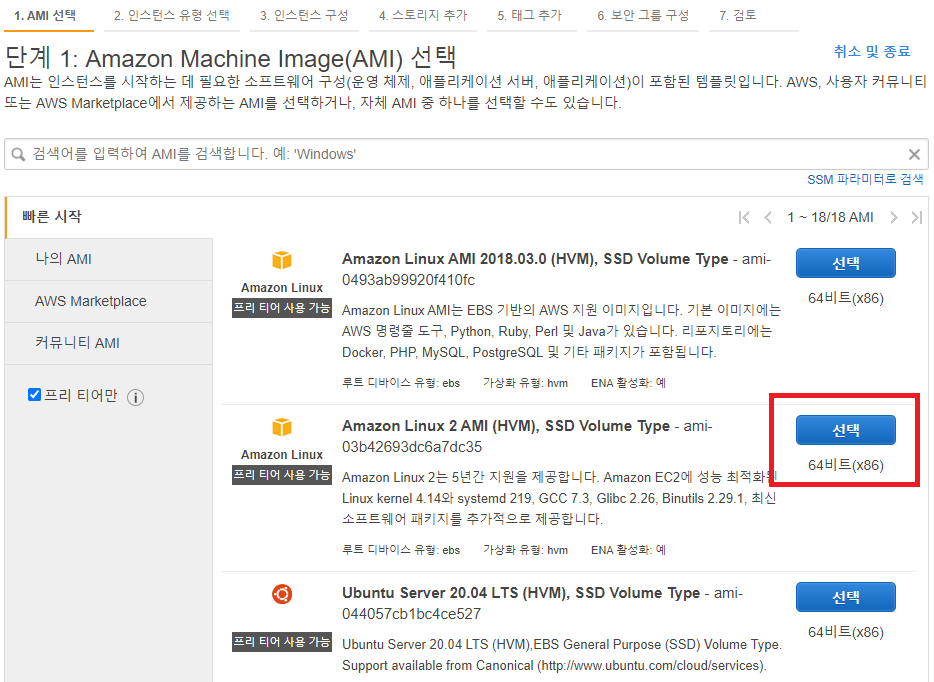 1. AMI 선택 2. 인스턴스 유형 선택 3. 인스턴스 구성 4. 스토리지 추가 5. 태그 추가 6. 보안 그룹 구성 7. 검토
단계 1: Amazon Machine Image(AMI) 선택
취소 및 종료
AMI는 인스턴스를 시작하는 데 필요한 소프트웨어 구성(운영 체제, 애플리케이션 서버, 애플리케이션)이 포함된 템플릿입니다. AWS, 사용자 커뮤니티
또는 AWS Marketplace에서 제공하는 AMI를 선택하거나, 자체 AMI 중 하나를 선택할 수도 있습니다.
검색어를 입력하여 AMI를 검색합니다. 예: 'Windows'
SSM 파라미터로 검색
빠른 시작
1 ~ 18/18 AMI
나의 AMI
AWS Marketplace
커뮤니티 AMI
프리 티어만
Amazon Linux
프리 티어 사용 가능
Amazon Linux AMI 2018.03.0 (HVM), SSD Volume Type - ami-
0493ab99920f410fc
Amazon Linux AMI는 EBS 기반의 AWS 지원 이미지입니다. 기본 이미지에는
AWS 명령줄 도구, Python, Ruby, Perl 및 Java가 있습니다. 리포지토리에는
Docker, PHP, MySQL, PostgreSQL 및 기타 패키지가 포함됩니다.
루트 디바이스 유형: ebs 가상화 유형: hvm ENA 활성화: 예
선택
64비트(x86)
Amazon Linux
프리 티어 사용 가능
Amazon Linux 2 AMI (HVM), SSD Volume Type - ami-
03b42693dc6a7dc35
Amazon Linux 2는 5년간 지원을 제공합니다. Amazon EC2에 성능 최적화된
Linux kernel 4.14와 systemd 219, GCC 7.3, Glibc 2.26, Binutils 2.29.1, 최신
소프트웨어 패키지를 추가적으로 제공합니다.
루트 디바이스 유형: ebs 가상화 유형: hvm ENA 활성화: 예
선택
64비트(x86)
프리 티어 사용 가능
Ubuntu Server 20.04 LTS (HVM), SSD Volume Type - ami-
044057cb1bc4ce527
Ubuntu Server 20.04 LTS (HVM),EBS General Purpose (SSD) Volume Type.
Support available from Canonical (http://www.ubuntu.com/cloud/services).
선택
64비트(x86)